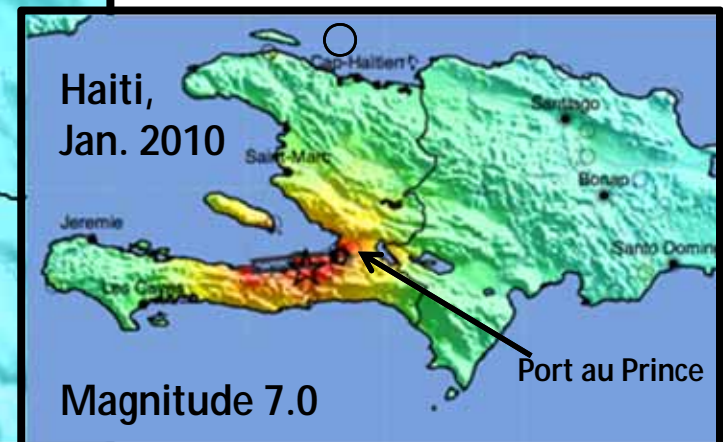 Haiti,
Jan. 2010
Cap-Haitien
Santiago
Saint-Marc
Bonao
Jeremie
Santo Doming
Les Cayes
Port au Prince
Magnitude 7.0